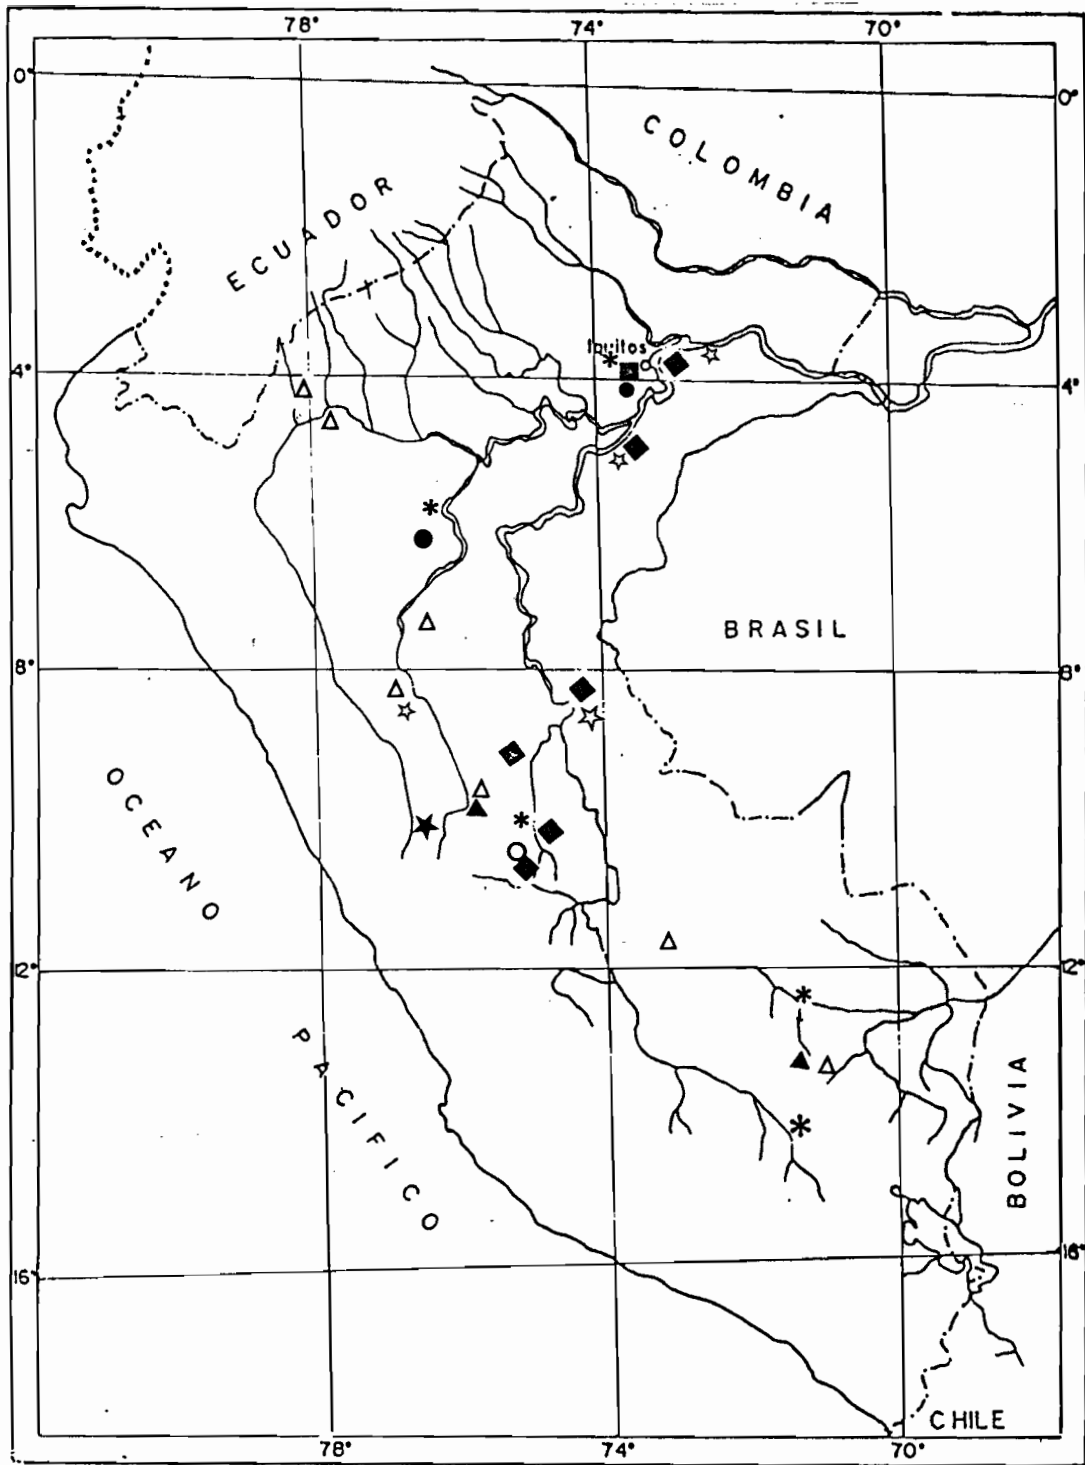 78° 74° 70°
0° 0°
COLOMBIA
ECUADOR
Iquitos
4° 4°
BRASIL
8° 8°
OCEANO
12° 12°
PACIFICO
BOLIVIA
16° 16°
CHILE
78° 74° 70°